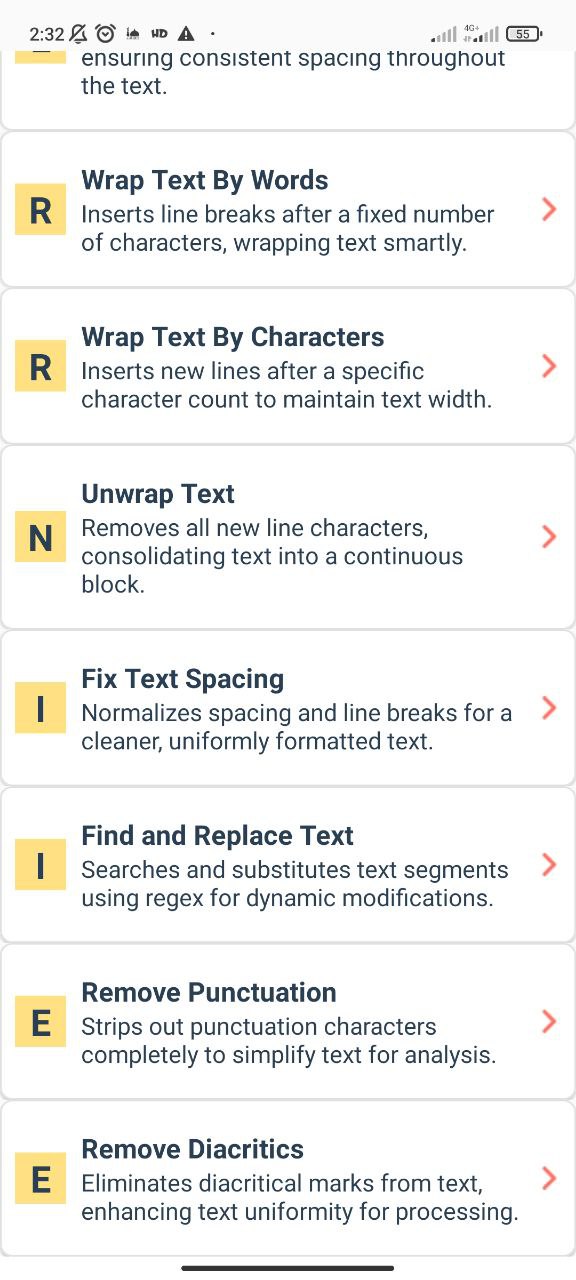 2:32 HD 4G+ 55
ensuring consistent spacing throughout
the text.
Wrap Text By Words
R
Inserts line breaks after a fixed number
of characters, wrapping text smartly.
Wrap Text By Characters
R
Inserts new lines after a specific
character count to maintain text width.
Unwrap Text
Removes all new line characters,
N
consolidating text into a continuous
block.
Fix Text Spacing
I
Normalizes spacing and line breaks for a
cleaner, uniformly formatted text.
Find and Replace Text
I
Searches and substitutes text segments
using regex for dynamic modifications.
Remove Punctuation
E
Strips out punctuation characters
completely to simplify text for analysis.
Remove Diacritics
E
Eliminates diacritical marks from text,
enhancing text uniformity for processing.